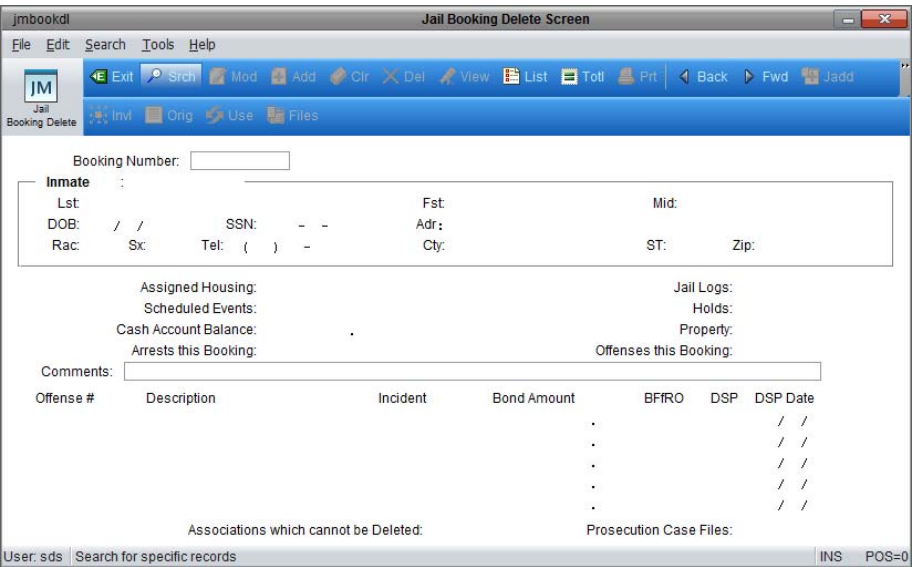 jmbookdl Jail Booking Delete Screen
File Edit Search Tools Help
JM
Jail
Booking Delete
Exit Srch Mod Add Clr Del View List Totl Prt Back Fwd Jadd
Invl Orig Use Files
Booking Number:
Inmate :
Lst: Fst: Mid:
DOB: / / SSN: - - Adr:
Rac: Sx: Tel: ( ) - Cty: ST: Zip:
Assigned Housing: Jail Logs:
Scheduled Events: Holds:
Cash Account Balance: . Property:
Arrests this Booking: Offenses this Booking:
Comments:
Offense # Description Incident Bond Amount BFfRO DSP DSP Date
. / /
. / /
. / /
. / /
. / /
Associations which cannot be Deleted: Prosecution Case Files:
User: sds Search for specific records INS POS=0